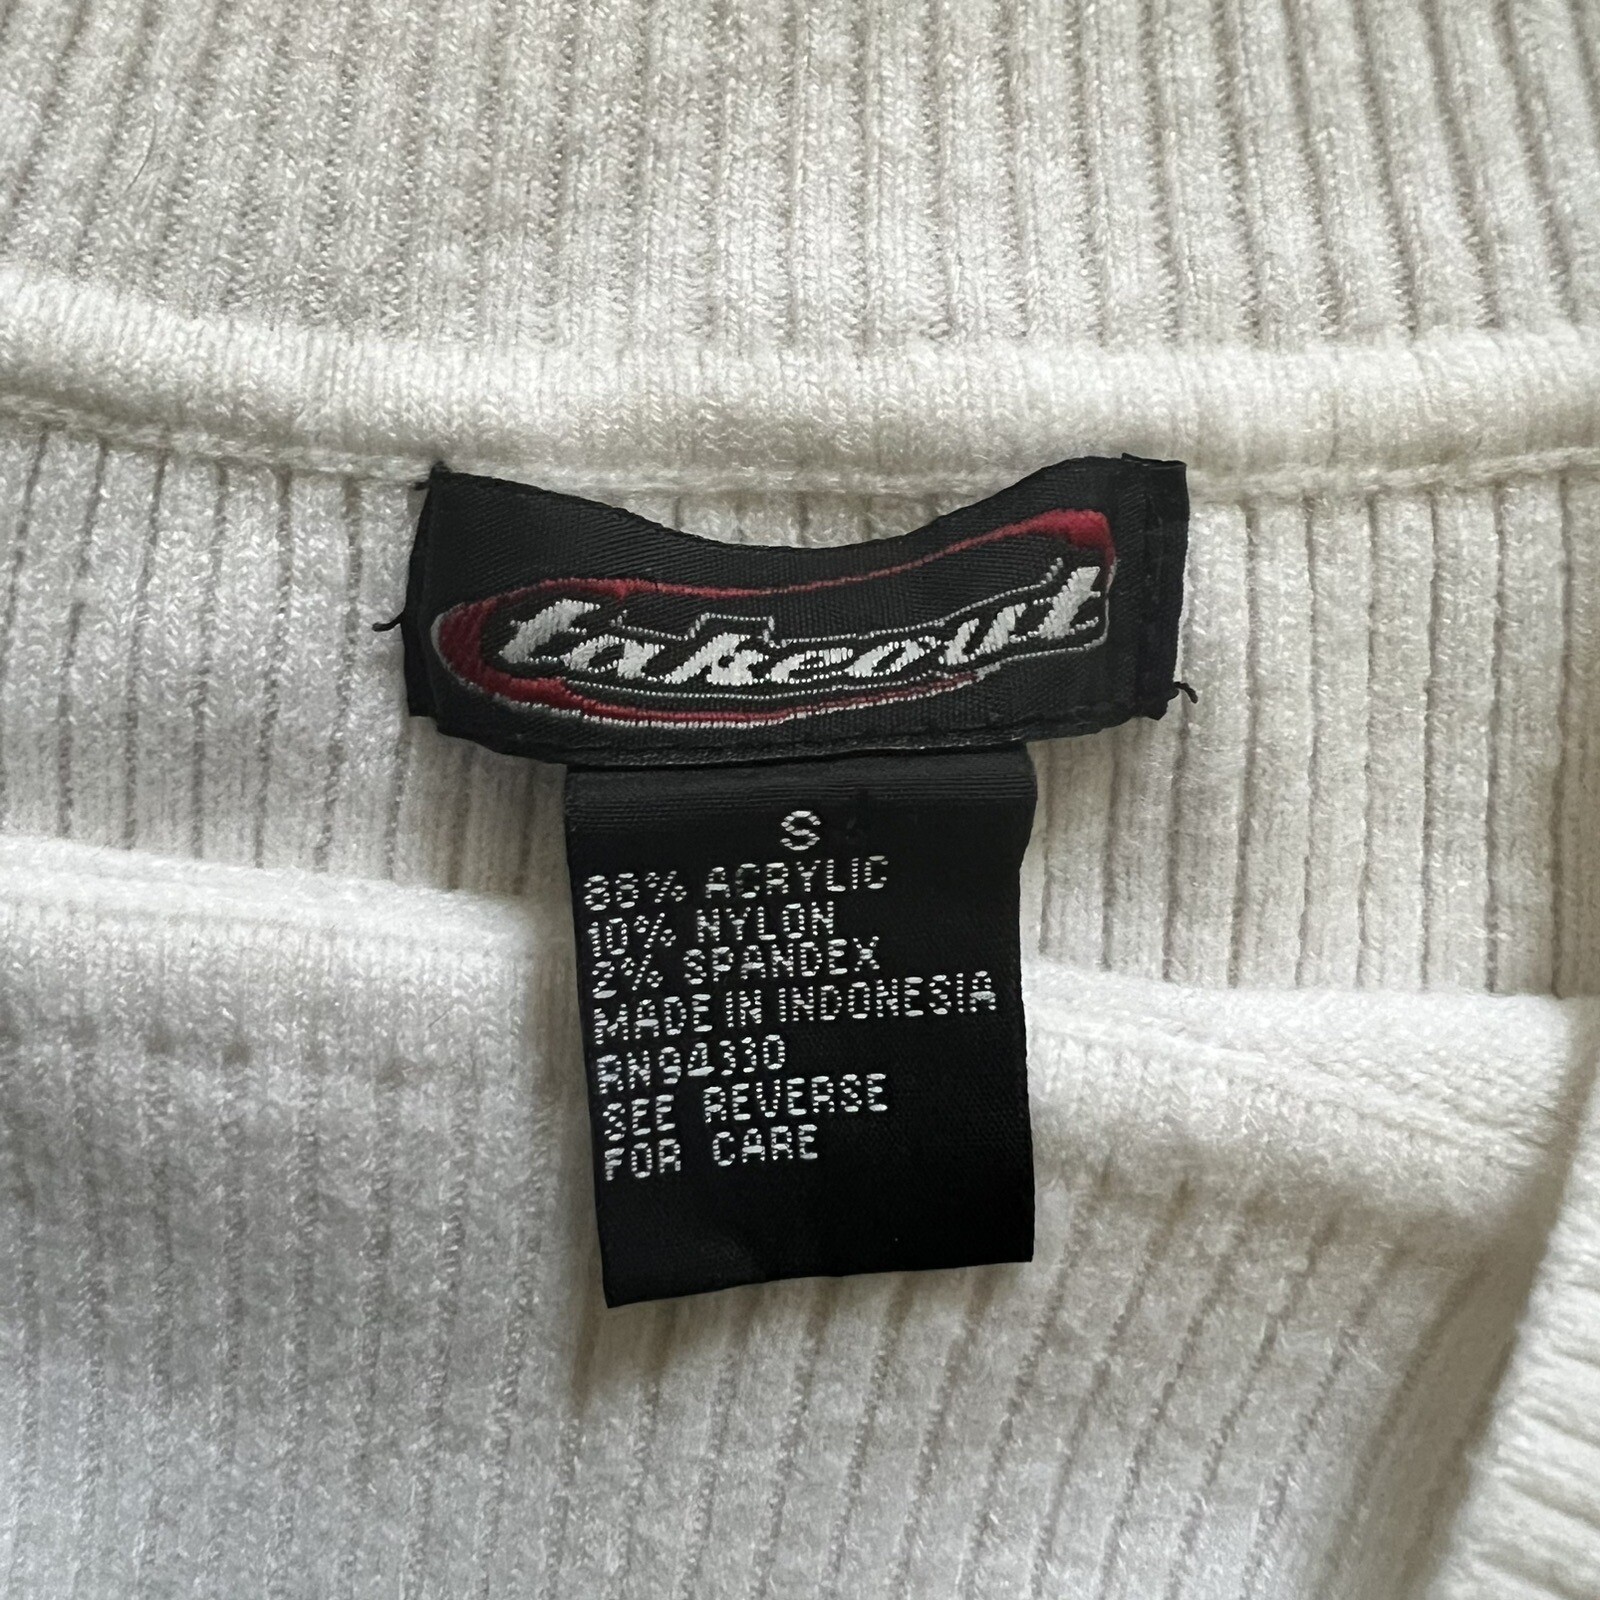 takeout
S
88% ACRYLIC
10% NYLON
2% SPANDEX
MADE IN INDONESIA
RN94330
SEE REVERSE
FOR CARE